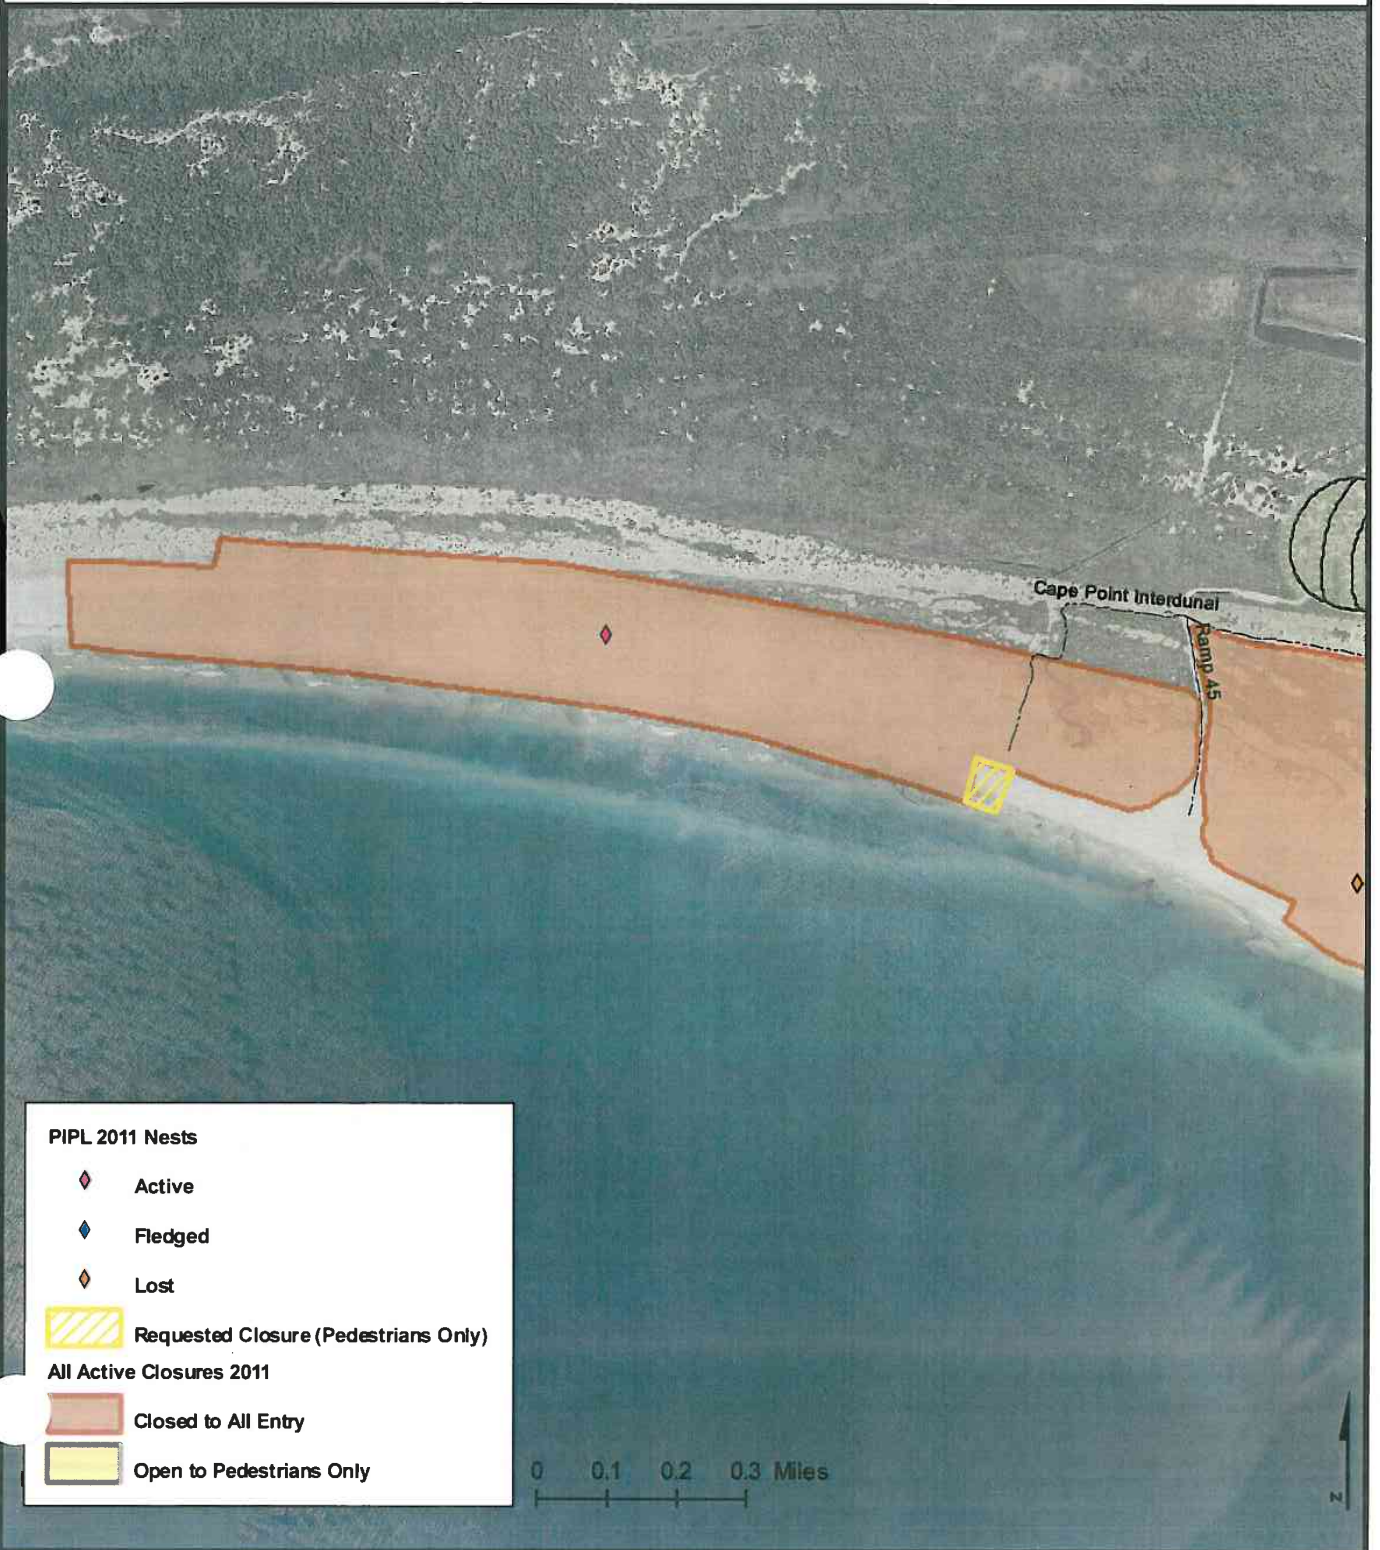 Cape Point Interdunal
Ramp 45
PIPL 2011 Nests
Active
Fledged
Lost
Requested Closure (Pedestrians Only)
All Active Closures 2011
Closed to All Entry
Open to Pedestrians Only
0 0.1 0.2 0.3 Miles
N